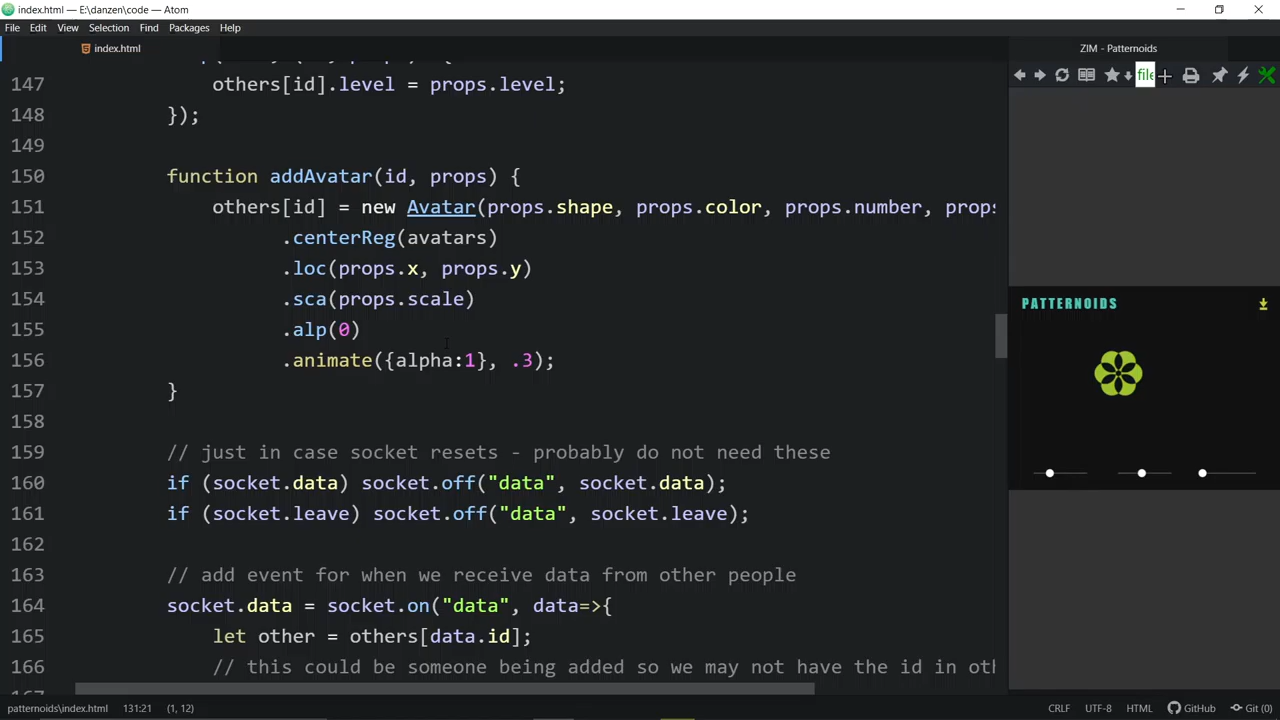 index.html — E:\danzen\code — Atom
File Edit View Selection Find Packages Help
index.html
ZIM - Patternoids
file
147 others[id].level = props.level;
148 });
149
150 function addAvatar(id, props) {
151 others[id] = new Avatar(props.shape, props.color, props.number, props
152 .centerReg(avatars)
153 .loc(props.x, props.y)
154 .sca(props.scale)
155 .alp(0)
156 .animate({alpha:1}, .3);
157 }
158
159 // just in case socket resets - probably do not need these
160 if (socket.data) socket.off("data", socket.data);
161 if (socket.leave) socket.off("data", socket.leave);
162
163 // add event for when we receive data from other people
164 socket.data = socket.on("data", data=>{
165 let other = others[data.id];
166 // this could be someone being added so we may not have the id in oth
PATTERNOIDS
patternoids\index.html 131:21 (1, 12) CRLF UTF-8 HTML GitHub Git (0)